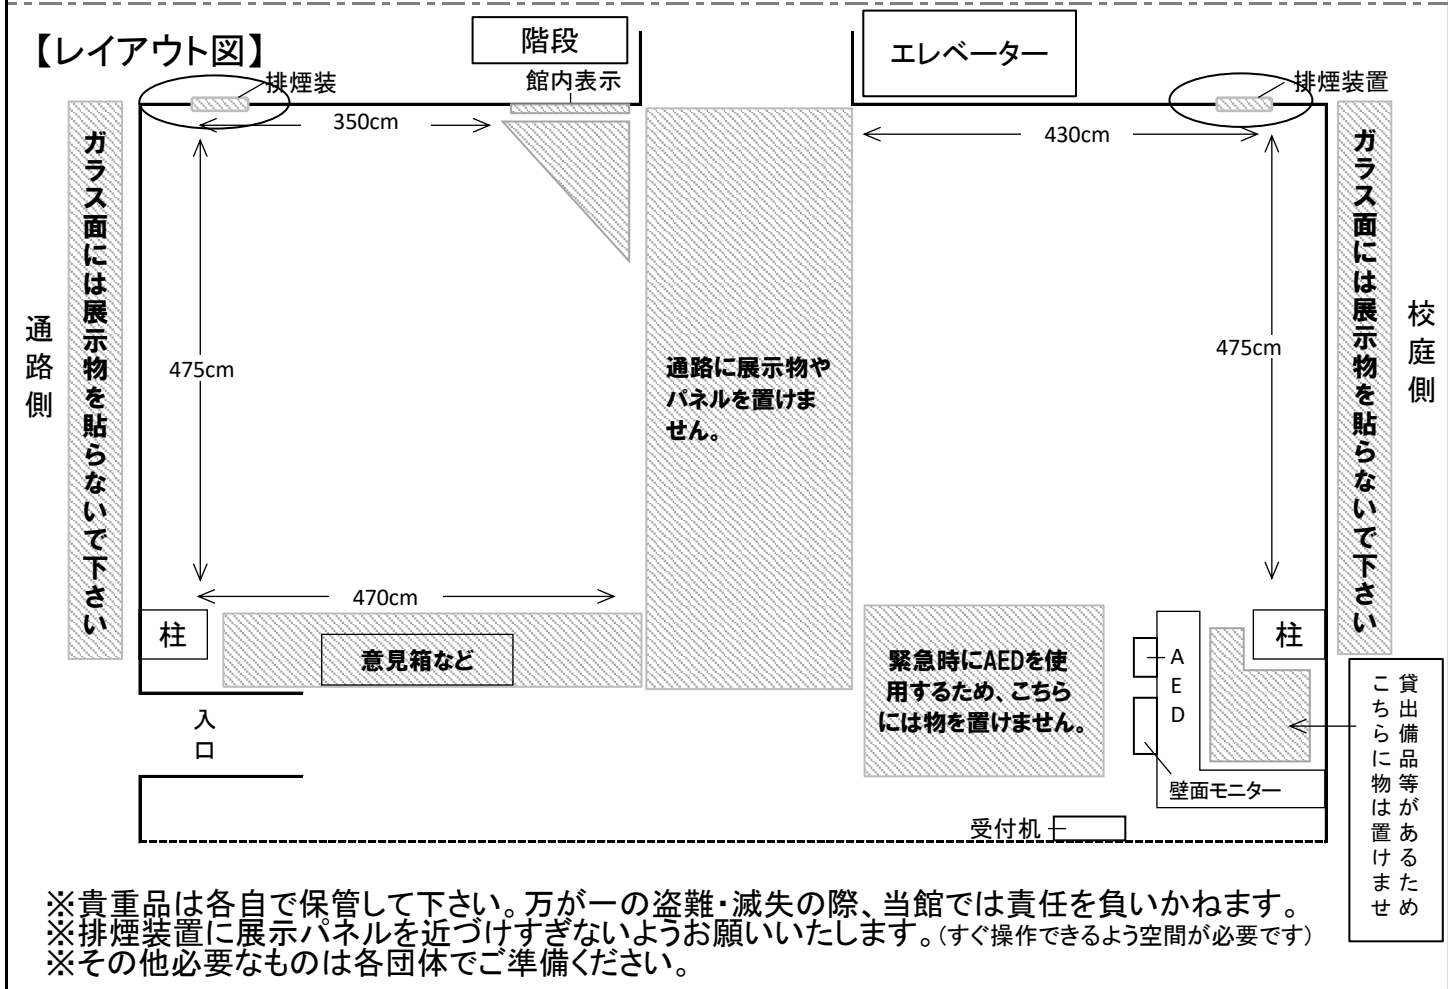 【レイアウト図】
階段
エレベーター
排煙装
館内表示
排煙装置
350cm
430cm
ガラス面には展示物を貼らないで下さい
ガラス面には展示物を貼らないで下さい
通路側
校庭側
475cm
475cm
通路に展示物や
パネルを置けま
せん。
470cm
柱
意見箱など
緊急時にAEDを使
用するため、こちら
には物を置けません。
AED
柱
入口
壁面モニター
受付机
貸出備品等があるため
こちらに物は置けませ
※貴重品は各自で保管して下さい。万が一の盗難・滅失の際、当館では責任を負いかねます。
※排煙装置に展示パネルを近づけすぎないようお願いいたします。(すぐ操作できるよう空間が必要です)
※その他必要なものは各団体でご準備ください。